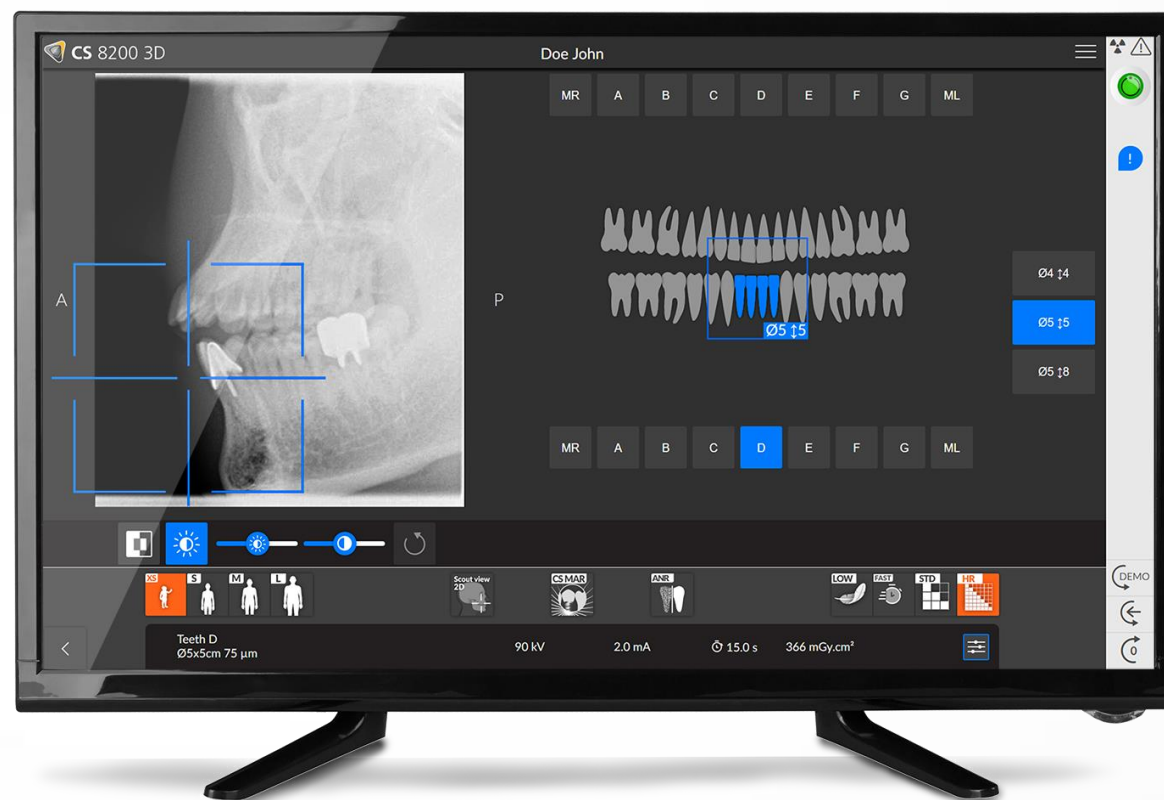 CS 8200 3D
Doe John
MR A B C D E F G ML
A
P
Ø5 ↕5
Ø4 ↕4
Ø5 ↕5
Ø5 ↕8
MR A B C D E F G ML
!
XS S M L
Scout view
2D
CS MAR
ANR
LOW FAST STD HR
DEMO
0
Teeth D
Ø5x5cm 75 µm
90 kV 2.0 mA 15.0 s 366 mGy.cm²